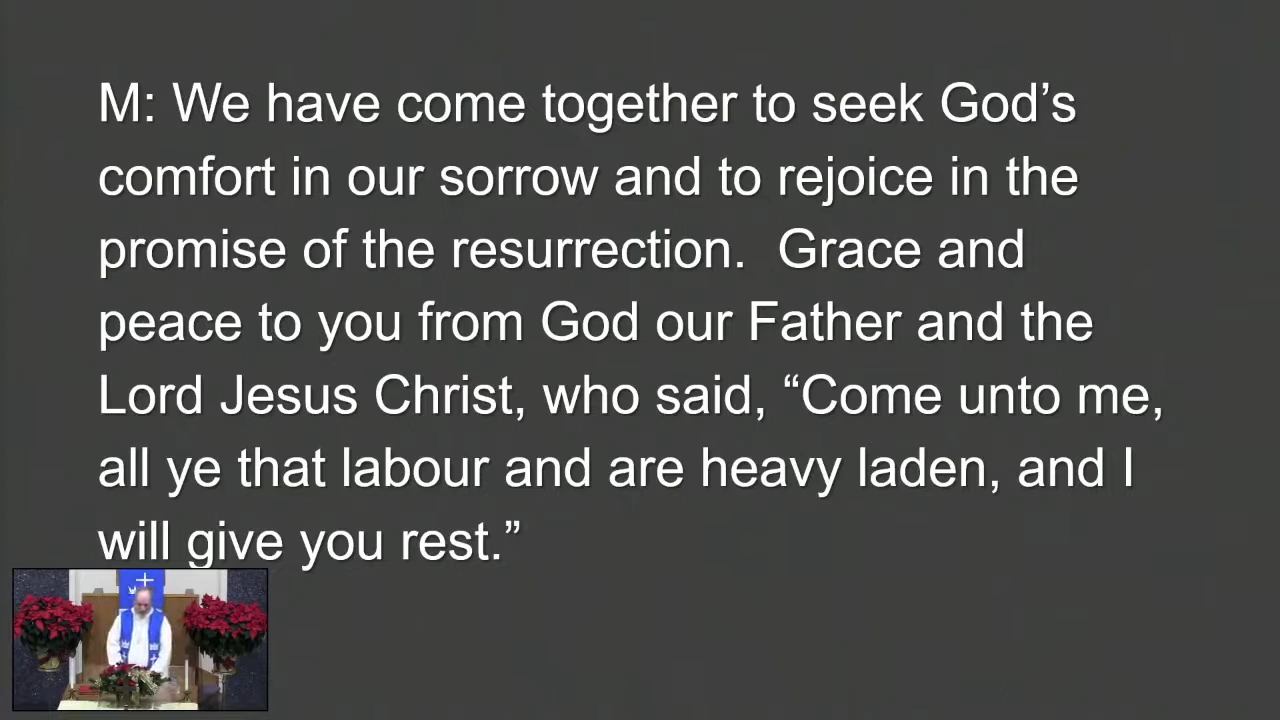 M: We have come together to seek God’s
comfort in our sorrow and to rejoice in the
promise of the resurrection.  Grace and
peace to you from God our Father and the
Lord Jesus Christ, who said, “Come unto me,
all ye that labour and are heavy laden, and I
will give you rest.”